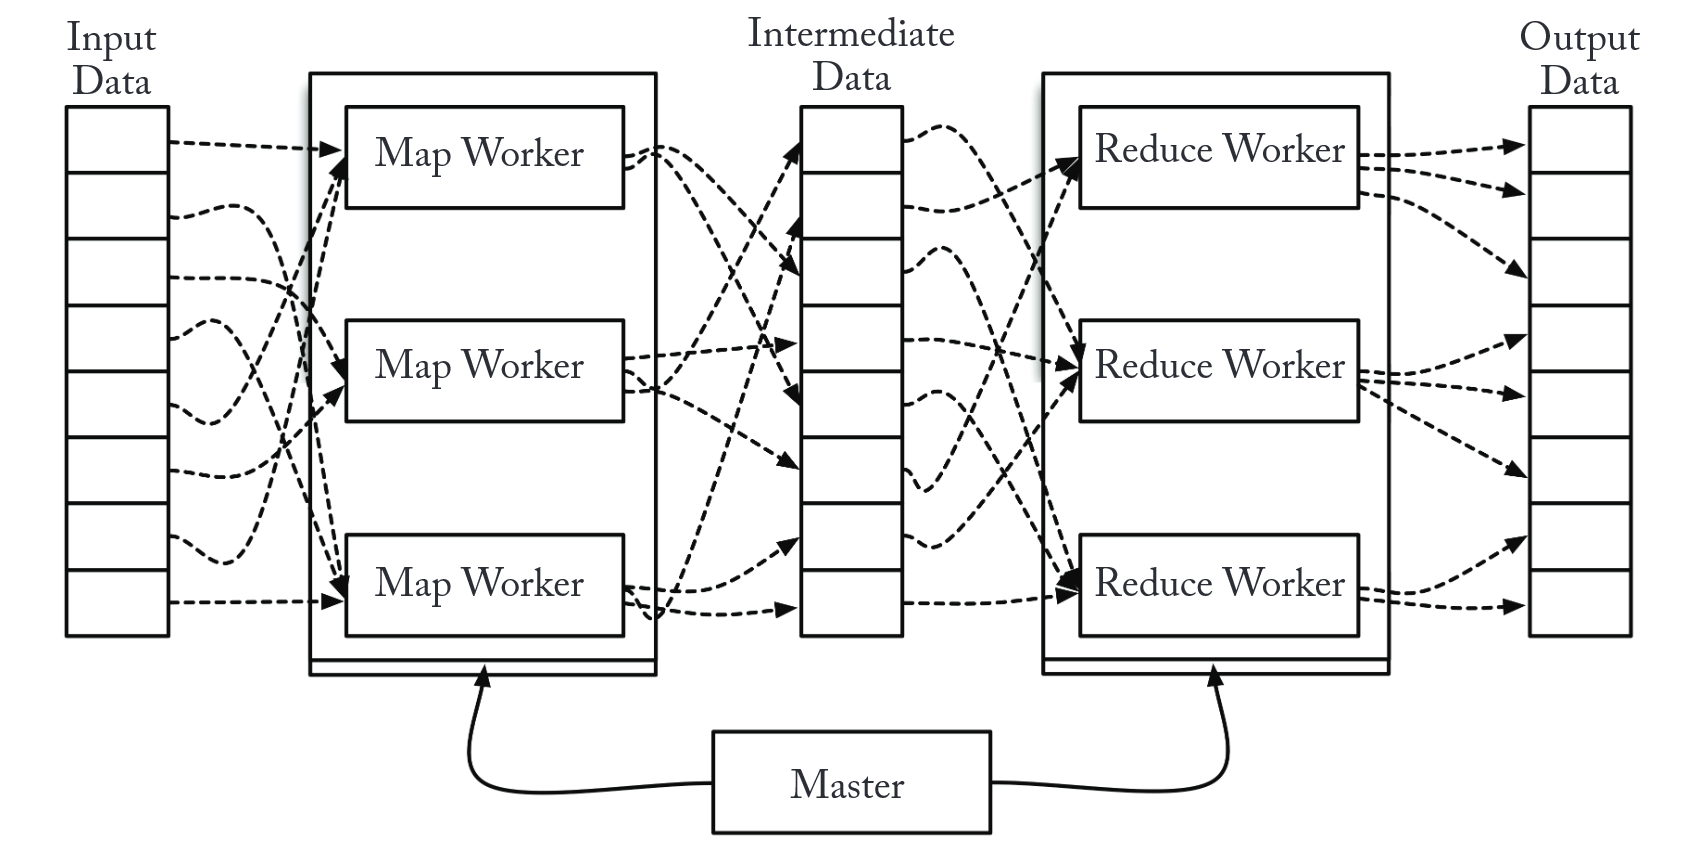 Input
Data
Intermediate
Data
Output
Data
Map Worker
Map Worker
Map Worker
Reduce Worker
Reduce Worker
Reduce Worker
Master